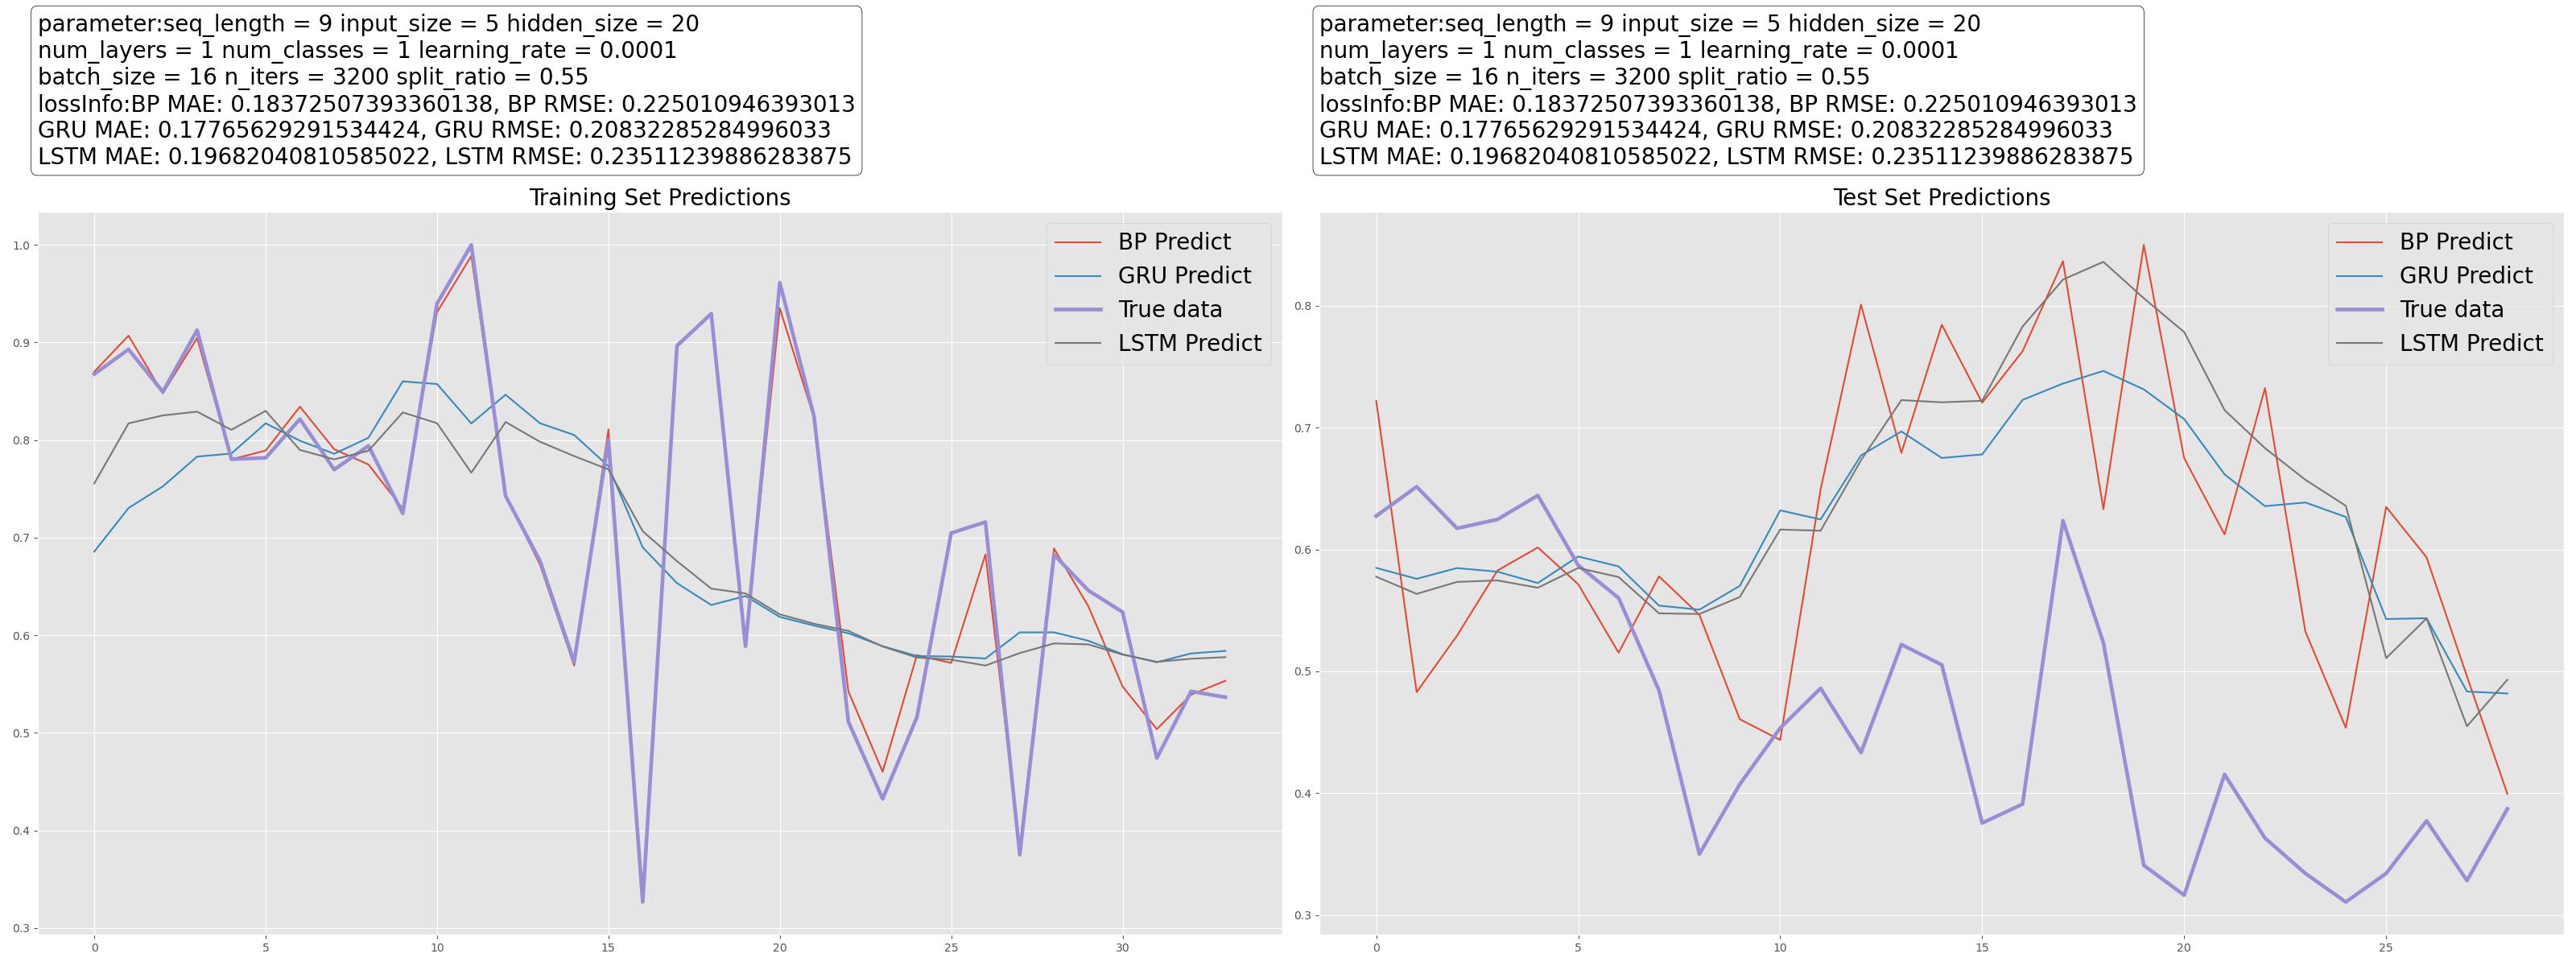 parameter:seq_length = 9 input_size = 5 hidden_size = 20
num_layers = 1 num_classes = 1 learning_rate = 0.0001
batch_size = 16 n_iters = 3200 split_ratio = 0.55
lossInfo:BP MAE: 0.18372507393360138, BP RMSE: 0.225010946393013
GRU MAE: 0.17765629291534424, GRU RMSE: 0.20832285284996033
LSTM MAE: 0.19682040810585022, LSTM RMSE: 0.23511239886283875
Training Set Predictions
BP Predict
GRU Predict
True data
LSTM Predict
1.0
0.9
0.8
0.7
0.6
0.5
0.4
0.3
0 5 10 15 20 25 30
parameter:seq_length = 9 input_size = 5 hidden_size = 20
num_layers = 1 num_classes = 1 learning_rate = 0.0001
batch_size = 16 n_iters = 3200 split_ratio = 0.55
lossInfo:BP MAE: 0.18372507393360138, BP RMSE: 0.225010946393013
GRU MAE: 0.17765629291534424, GRU RMSE: 0.20832285284996033
LSTM MAE: 0.19682040810585022, LSTM RMSE: 0.23511239886283875
Test Set Predictions
BP Predict
GRU Predict
True data
LSTM Predict
0.8
0.7
0.6
0.5
0.4
0.3
0 5 10 15 20 25